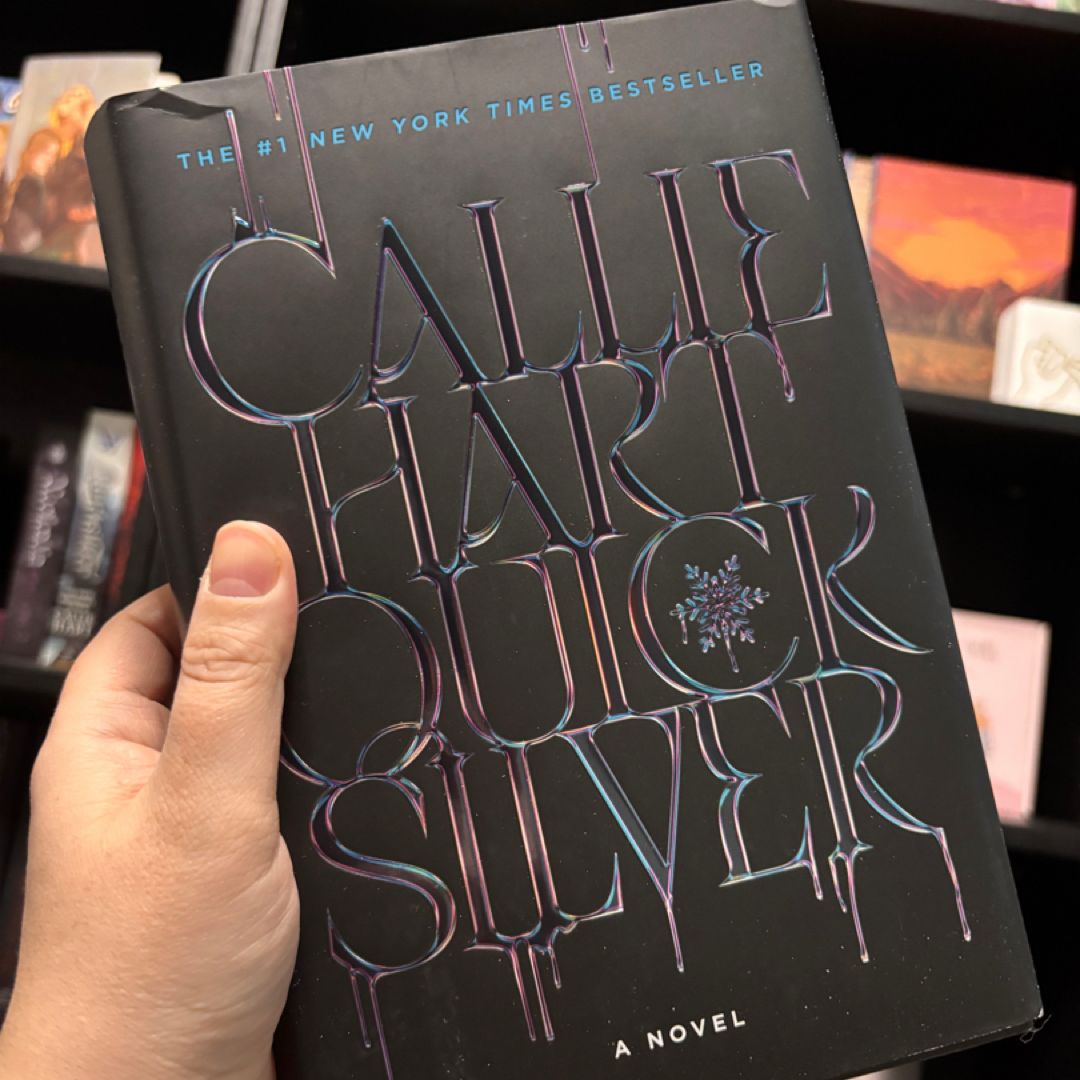 THE #1 NEW YORK TIMES BESTSELLER
CALLIE
HART
QUICK
SILVER
A NOVEL